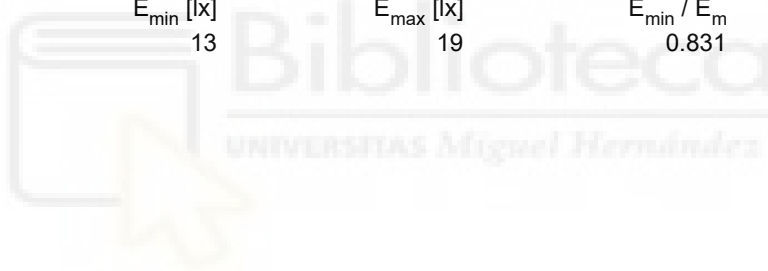 E_min [lx] E_max [lx] E_min / E_m
13 19 0.831
Biblioteca
UNIVERSITAS Miguel Hernández